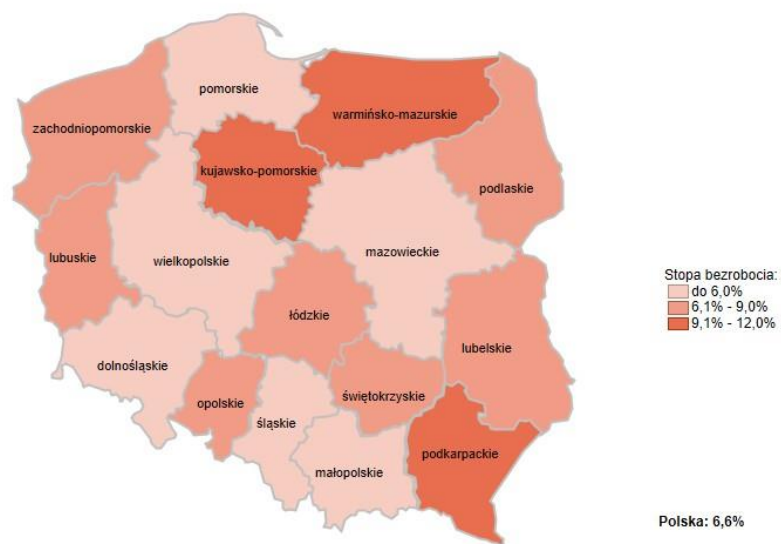 pomorskie
warmińsko-mazurskie
zachodniopomorskie
kujawsko-pomorskie
podlaskie
mazowieckie
lubuskie
wielkopolskie
Stopa bezrobocia:
do 6,0%
6,1% - 9,0%
9,1% - 12,0%
łódzkie
lubelskie
dolnośląskie
opolskie
świętokrzyskie
śląskie
podkarpackie
małopolskie
Polska: 6,6%